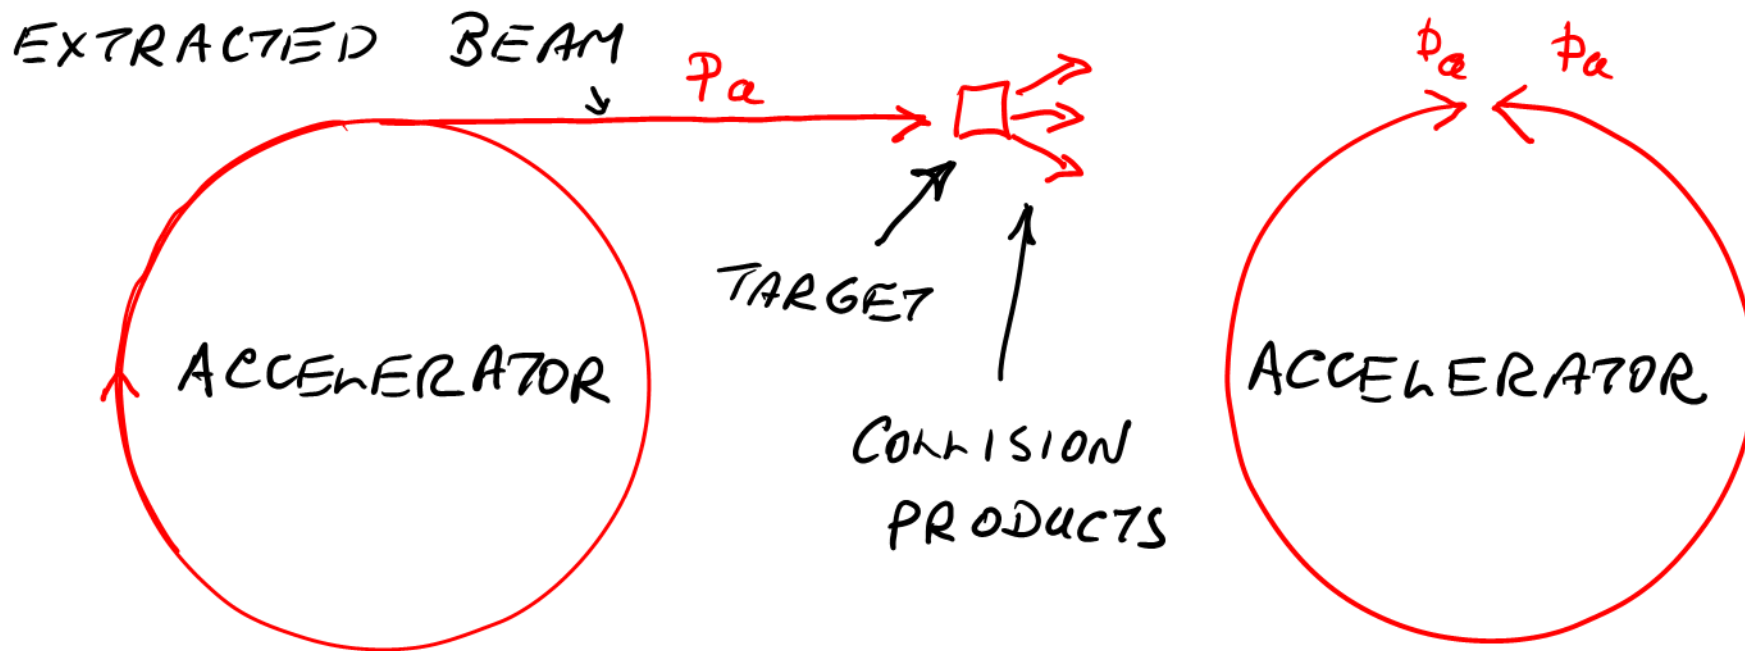 EXTRACTED BEAM
Pa
Pa Pa
TARGET
ACCELERATOR
ACCELERATOR
COLLISION
PRODUCTS